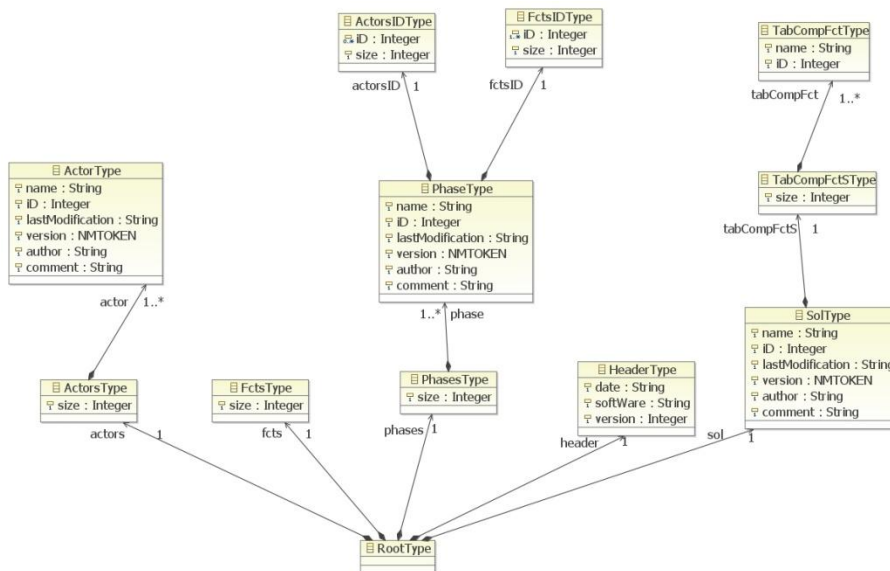 ActorsIDType
iD : Integer
size : Integer
FctsIDType
iD : Integer
size : Integer
TabCompFctType
name : String
iD : Integer
actorsID 1
fctsID 1
tabCompFct
1..*
ActorType
name : String
iD : Integer
lastModification : String
version : NMTOKEN
author : String
comment : String
PhaseType
name : String
iD : Integer
lastModification : String
version : NMTOKEN
author : String
comment : String
TabCompFctSType
size : Integer
tabCompFctS 1
actor 1..*
1..* phase
SolType
name : String
iD : Integer
lastModification : String
version : NMTOKEN
author : String
comment : String
ActorsType
size : Integer
FctsType
size : Integer
PhasesType
size : Integer
HeaderType
date : String
softWare : String
version : Integer
actors 1
fcts 1
phases 1
header 1
sol 1
RootType